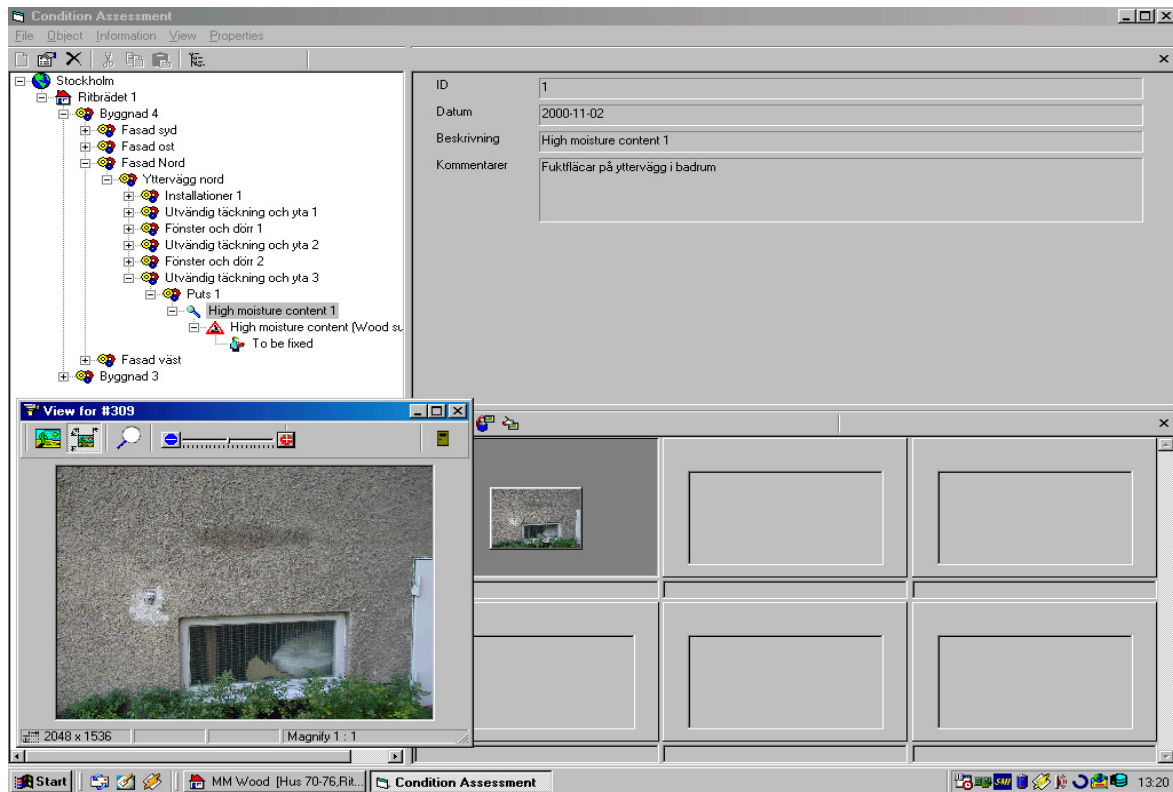 Condition Assessment
File Object Information View Properties
Stockholm
Ritbrädet 1
Byggnad 4
Fasad syd
Fasad ost
Fasad Nord
Yttervägg nord
Installationer 1
Utvändig täckning och yta 1
Fönster och dörr 1
Utvändig täckning och yta 2
Fönster och dörr 2
Utvändig täckning och yta 3
Puts 1
High moisture content 1
High moisture content (Wood su
To be fixed
Fasad väst
Byggnad 3
ID 1
Datum 2000-11-02
Beskrivning High moisture content 1
Kommentarer Fuktfläcar på yttervägg i badrum
View for #309
2048 x 1536 Magnify 1 : 1
Start MM Wood [Hus 70-76,Rit... Condition Assessment 13:20